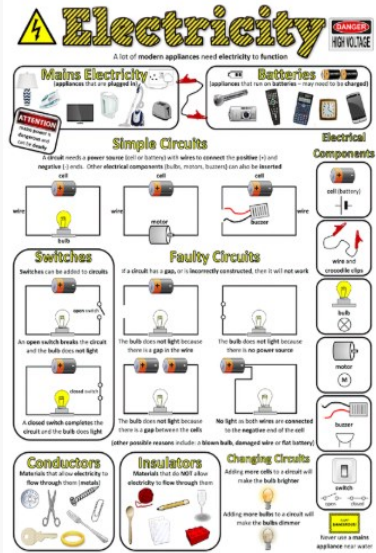 Electricity
DANGER
HIGH VOLTAGE
A lot of modern appliances need electricity to function
Mains Electricity
(appliances that are plugged in)
Batteries
(appliances that run on batteries – may need to be charged)
ATTENTION
mains power is
dangerous and
can be deadly
Simple Circuits
A circuit needs a power source (cell or battery) with wires to connect the positive (+) and
negative (-) ends. Other electrical components (bulbs, motors, buzzers) can also be inserted
cell
cell
cell
wire
wire
wire
bulb
motor
buzzer
Electrical
Components
cell (battery)
wire and
crocodile clips
bulb
motor
M
buzzer
switch
open
closed
DANGEROUS
Never use a mains
appliance near water
Switches
Switches can be added to circuits
open switch
An open switch breaks the circuit
and the bulb does not light
closed switch
A closed switch completes the
circuit and the bulb does light
Faulty Circuits
If a circuit has a gap, or is incorrectly constructed, then it will not work
The bulb does not light because
there is a gap in the wire
The bulb does not light because
there is no power source
The bulb does not light because
there is a gap between the cells
No light as both wires are connected
to the negative end of the cell
(other possible reasons include: a blown bulb, damaged wire or flat battery)
Conductors
Materials that allow electricity to
flow through them (metals)
Insulators
Materials that do NOT allow
electricity to flow through them
Changing Circuits
Adding more cells to a circuit will
make the bulb brighter
Adding more bulbs to a circuit will
make the bulbs dimmer